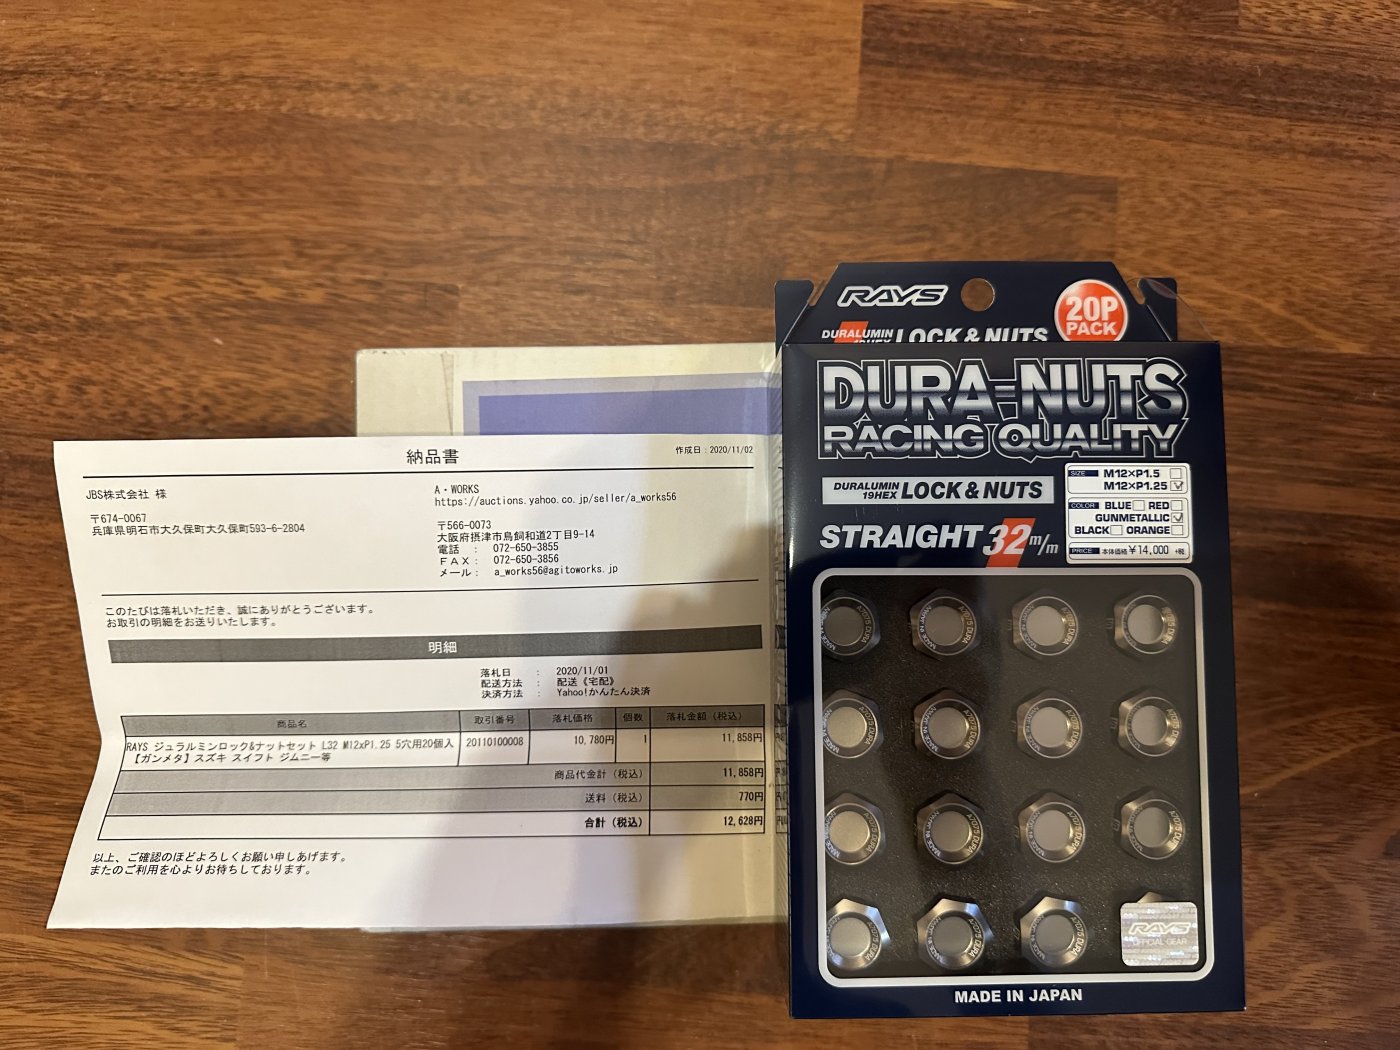 納品書
作成日：2020/11/02
JBS株式会社 様
〒674-0067
兵庫県明石市大久保町大久保町593-6-2804
A・WORKS
https://auctions.yahoo.co.jp/seller/a_works56
〒566-0073
大阪府摂津市鳥飼和道2丁目9-14
電話 ： 072-650-3855
ＦＡＸ： 072-650-3856
メール： a_works56@agitoworks.jp
このたびは落札いただき、誠にありがとうございます。
お取引の明細をお送りいたします。
明細
落札日 ： 2020/11/01
配送方法 ： 配送《宅配》
決済方法 ： Yahoo!かんたん決済
商品名 取引番号 落札価格 個数 落札金額（税込）
RAYS ジュラルミンロック&ナットセット L32 M12xP1.25 5穴用20個入 20110100008 10,780円 1 11,858円
【ガンメタ】スズキ スイフト ジムニー等
商品代金計（税込） 11,858円
送料（税込） 770円
合計（税込） 12,628円
以上、ご確認のほどよろしくお願い申しあげます。
またのご利用を心よりお待ちしております。
RAYS
20P
PACK
DURALUMIN
19HEX LOCK & NUTS
DURA-NUTS
RACING QUALITY
DURALUMIN
19HEX LOCK & NUTS
STRAIGHT 32m/m
SIZE M12×P1.5
M12×P1.25
COLOR BLUE RED
GUNMETALLIC
BLACK ORANGE
PRICE 本体価格￥14,000 +税
RAYS
OFFICIAL GEAR
MADE IN JAPAN